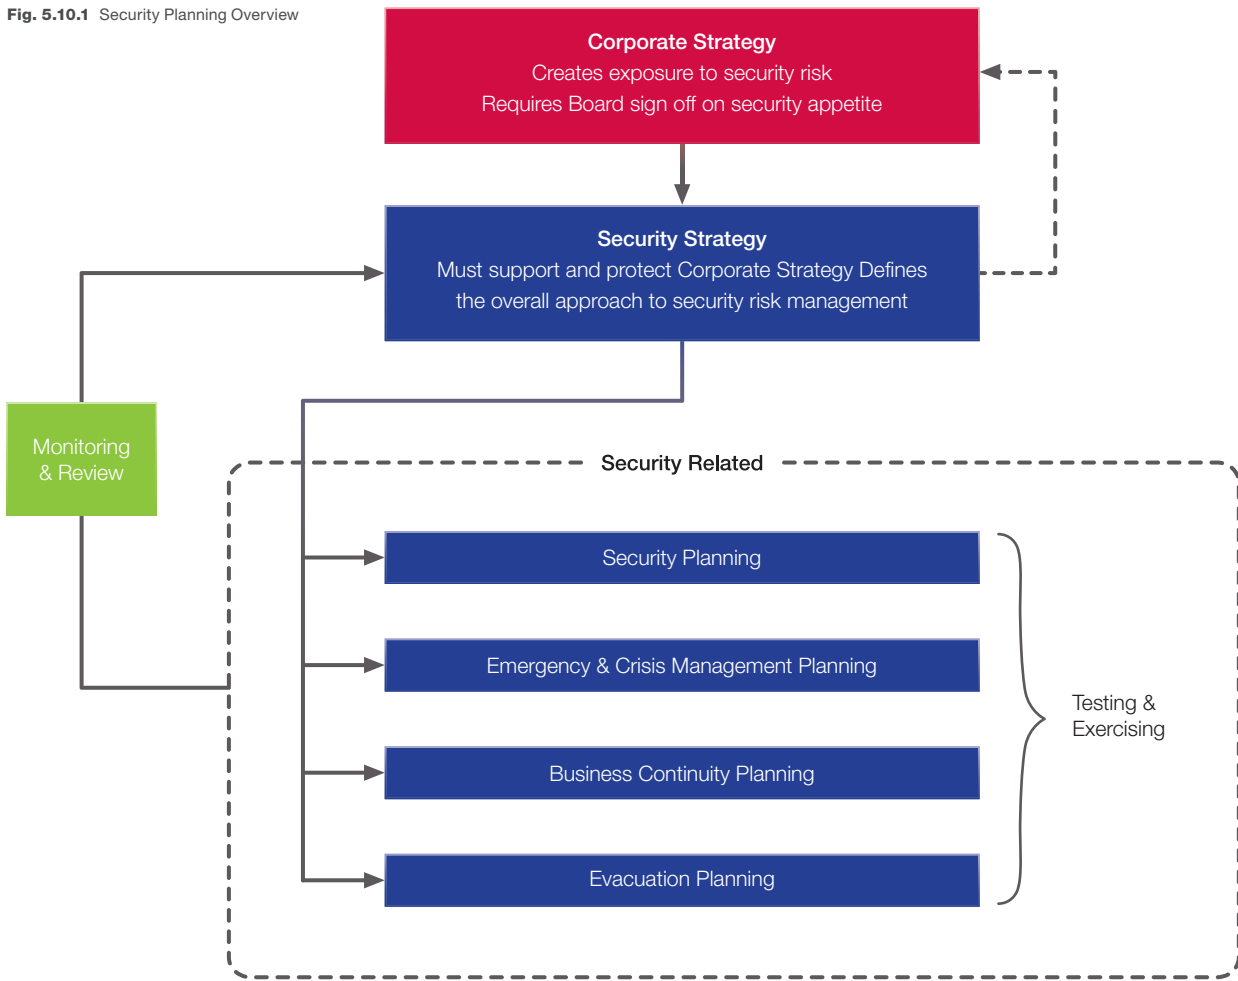 Fig. 5.10.1 Security Planning Overview
Corporate Strategy
Creates exposure to security risk
Requires Board sign off on security appetite
Security Strategy
Must support and protect Corporate Strategy Defines
the overall approach to security risk management
Monitoring
& Review
Security Related
Security Planning
Emergency & Crisis Management Planning
Business Continuity Planning
Evacuation Planning
Testing &
Exercising